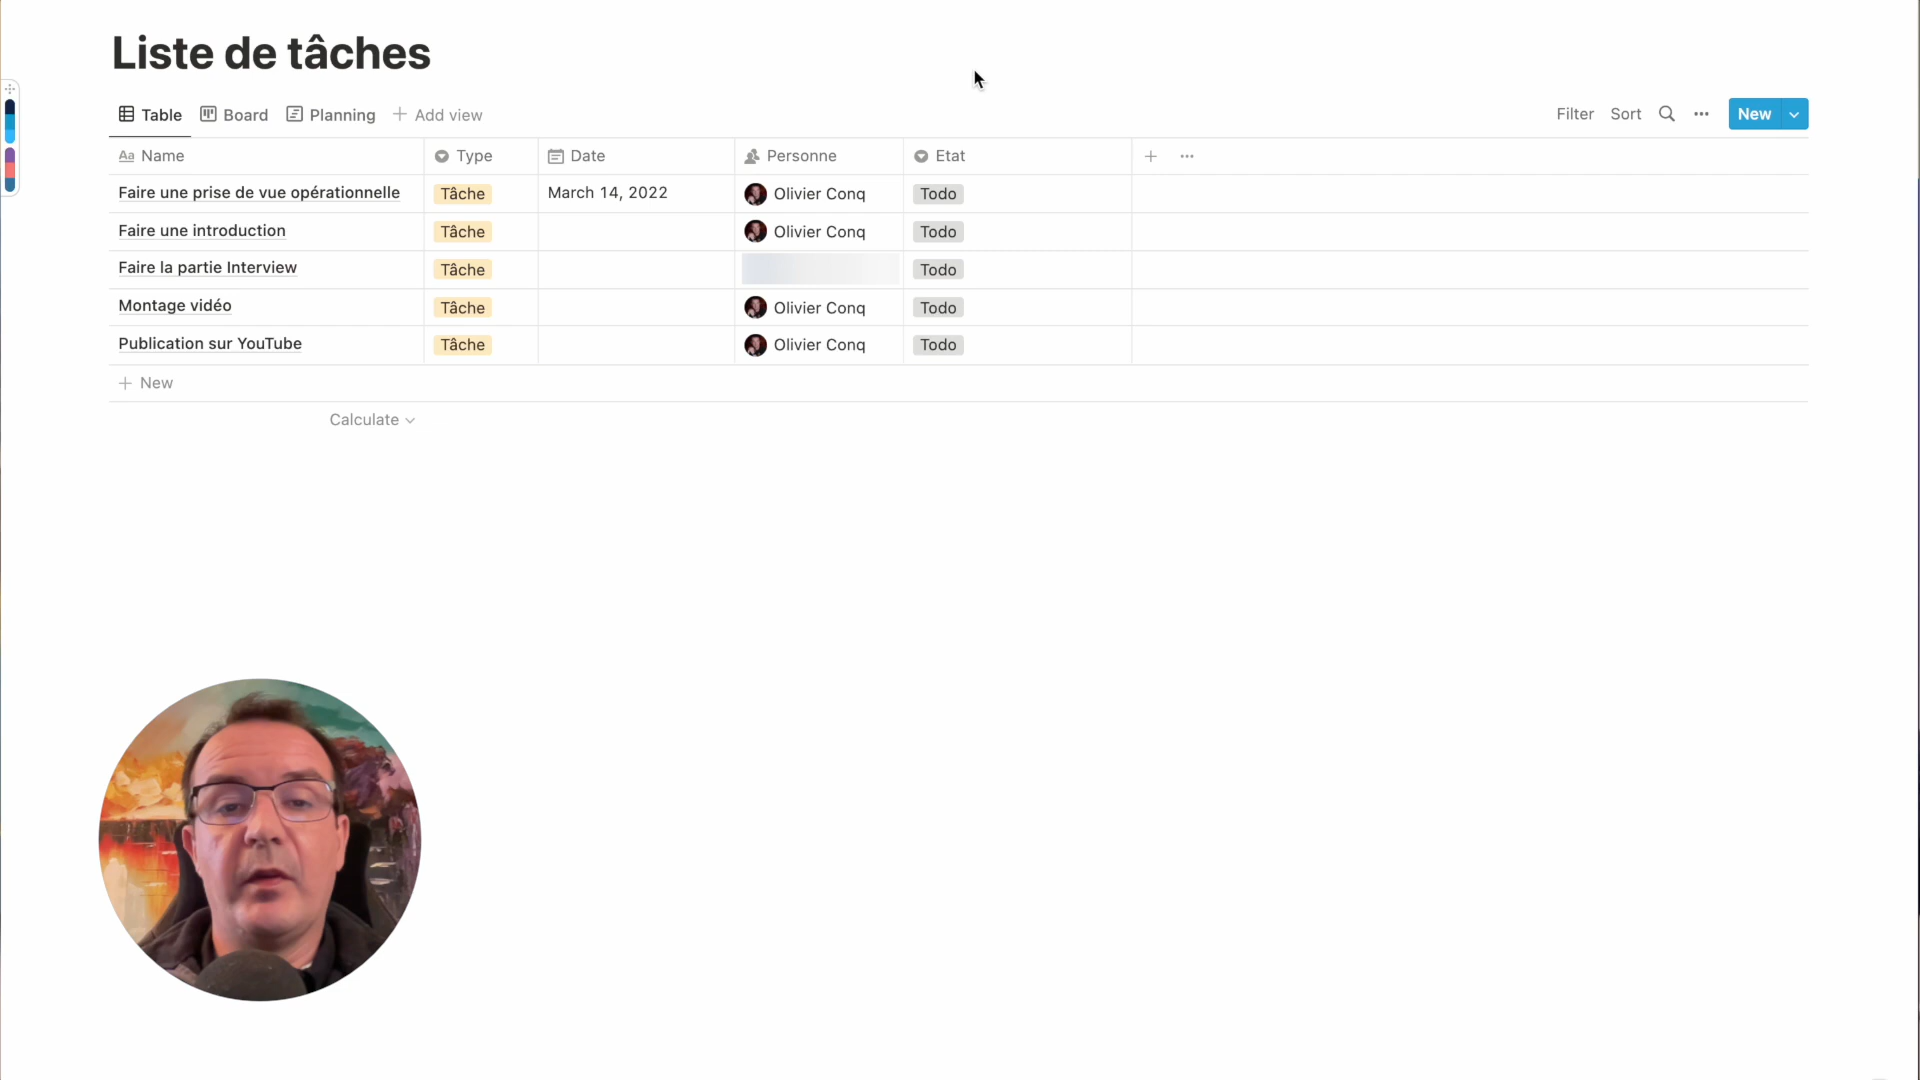 Liste de tâches
Table Board Planning + Add view Filter Sort ••• New
Aa Name Type Date Personne Etat + •••
Faire une prise de vue opérationnelle Tâche March 14, 2022 Olivier Conq Todo
Faire une introduction Tâche Olivier Conq Todo
Faire la partie Interview Tâche Todo
Montage vidéo Tâche Olivier Conq Todo
Publication sur YouTube Tâche Olivier Conq Todo
+ New
Calculate